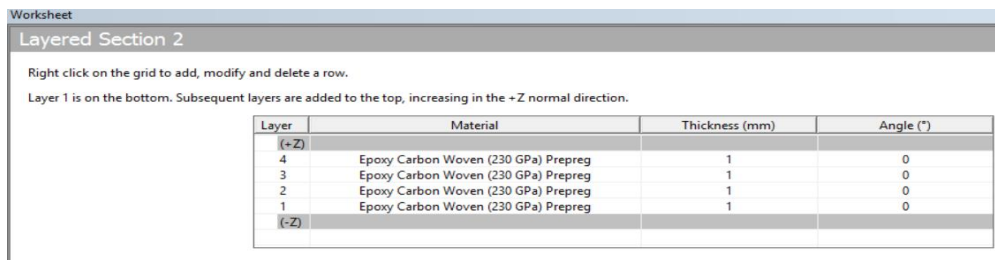 Worksheet
Layered Section 2
Right click on the grid to add, modify and delete a row.
Layer 1 is on the bottom. Subsequent layers are added to the top, increasing in the +Z normal direction.
Layer Material Thickness (mm) Angle (°)
(+Z)
4 Epoxy Carbon Woven (230 GPa) Prepreg 1 0
3 Epoxy Carbon Woven (230 GPa) Prepreg 1 0
2 Epoxy Carbon Woven (230 GPa) Prepreg 1 0
1 Epoxy Carbon Woven (230 GPa) Prepreg 1 0
(-Z)